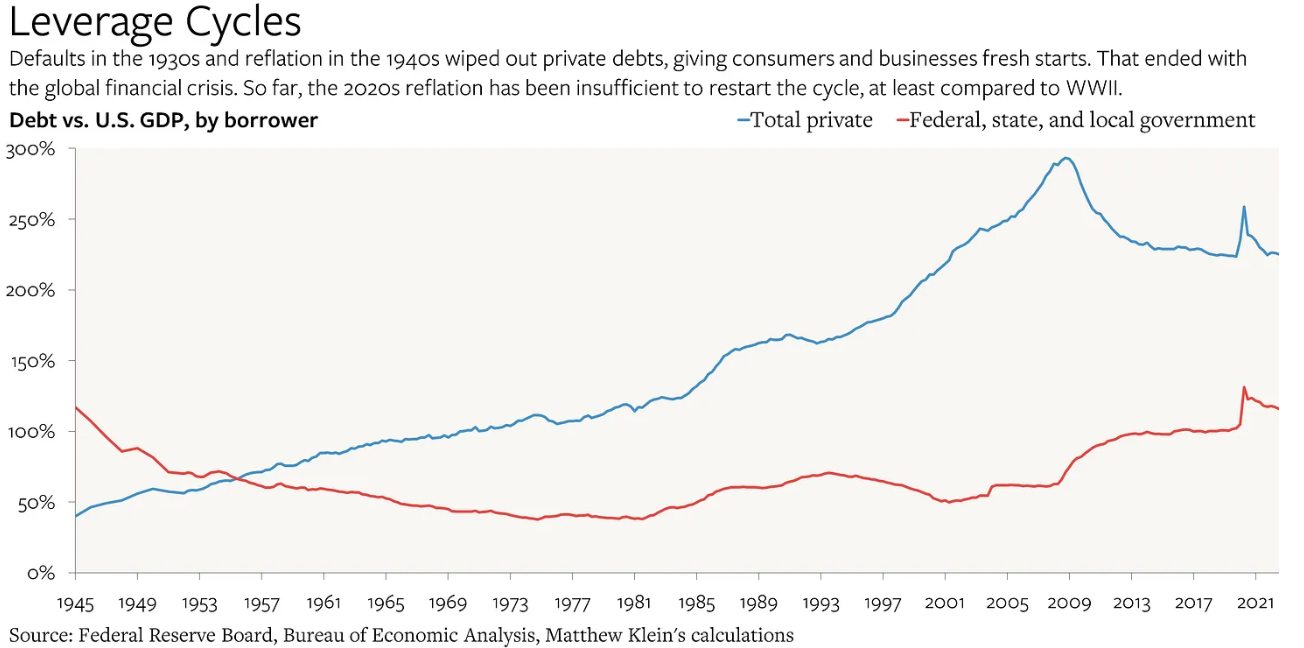 Leverage Cycles
Defaults in the 1930s and reflation in the 1940s wiped out private debts, giving consumers and businesses fresh starts. That ended with
the global financial crisis. So far, the 2020s reflation has been insufficient to restart the cycle, at least compared to WWII.
Debt vs. U.S. GDP, by borrower
Total private
Federal, state, and local government
300%
250%
200%
150%
100%
50%
0%
1945 1949 1953 1957 1961 1965 1969 1973 1977 1981 1985 1989 1993 1997 2001 2005 2009 2013 2017 2021
Source: Federal Reserve Board, Bureau of Economic Analysis, Matthew Klein's calculations